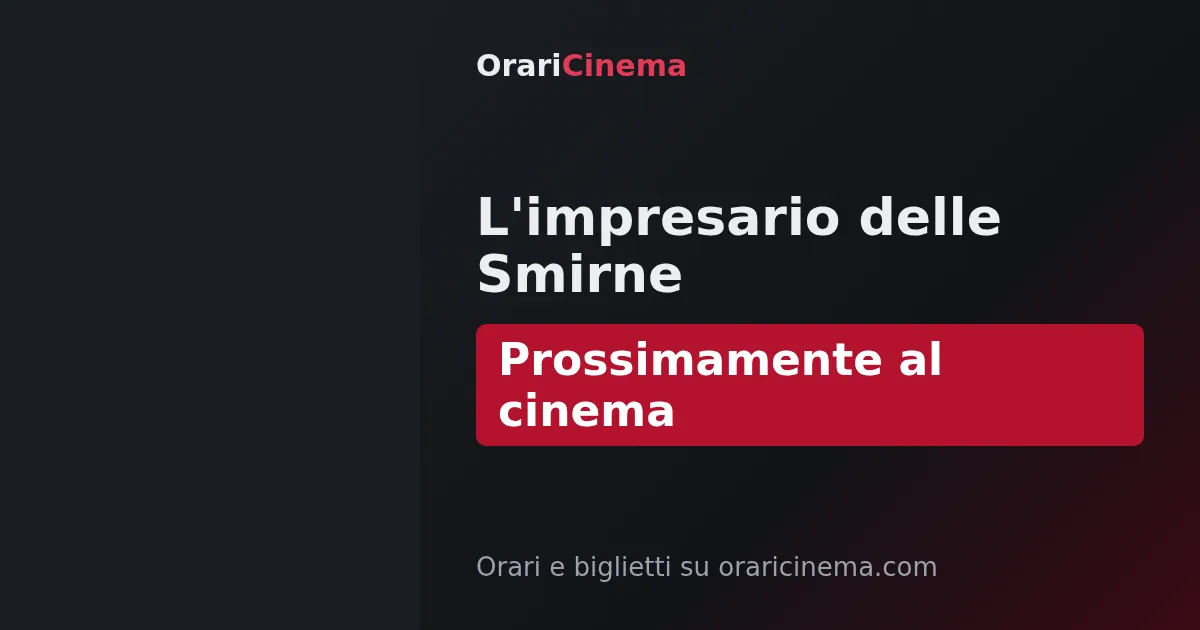 OrariCinema
L'impresario delle
Smirne
Prossimamente al
cinema
Orari e biglietti su oraricinema.com